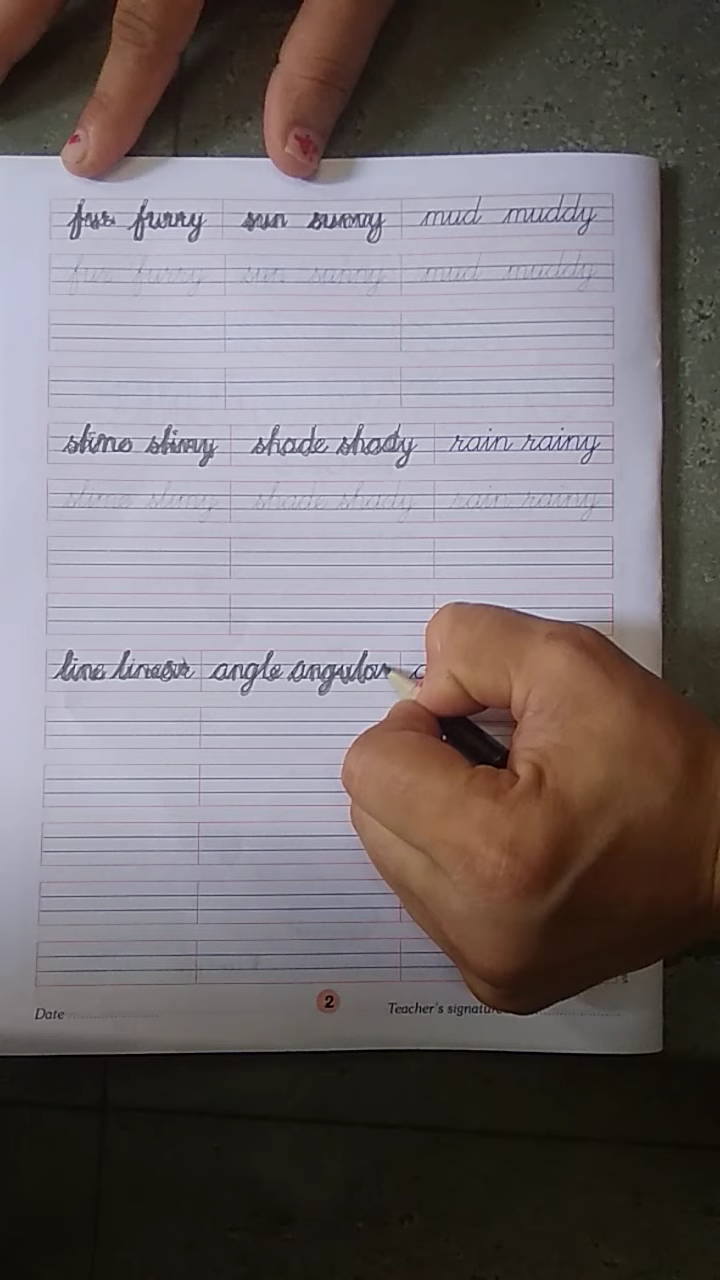 fur furry sun sunny mud muddy
fur furry sun sunny mud muddy
slime slimy shade shady rain rainy
slime slimy shade shady rain rainy
line linear angle angular
2
Date Teacher's signature